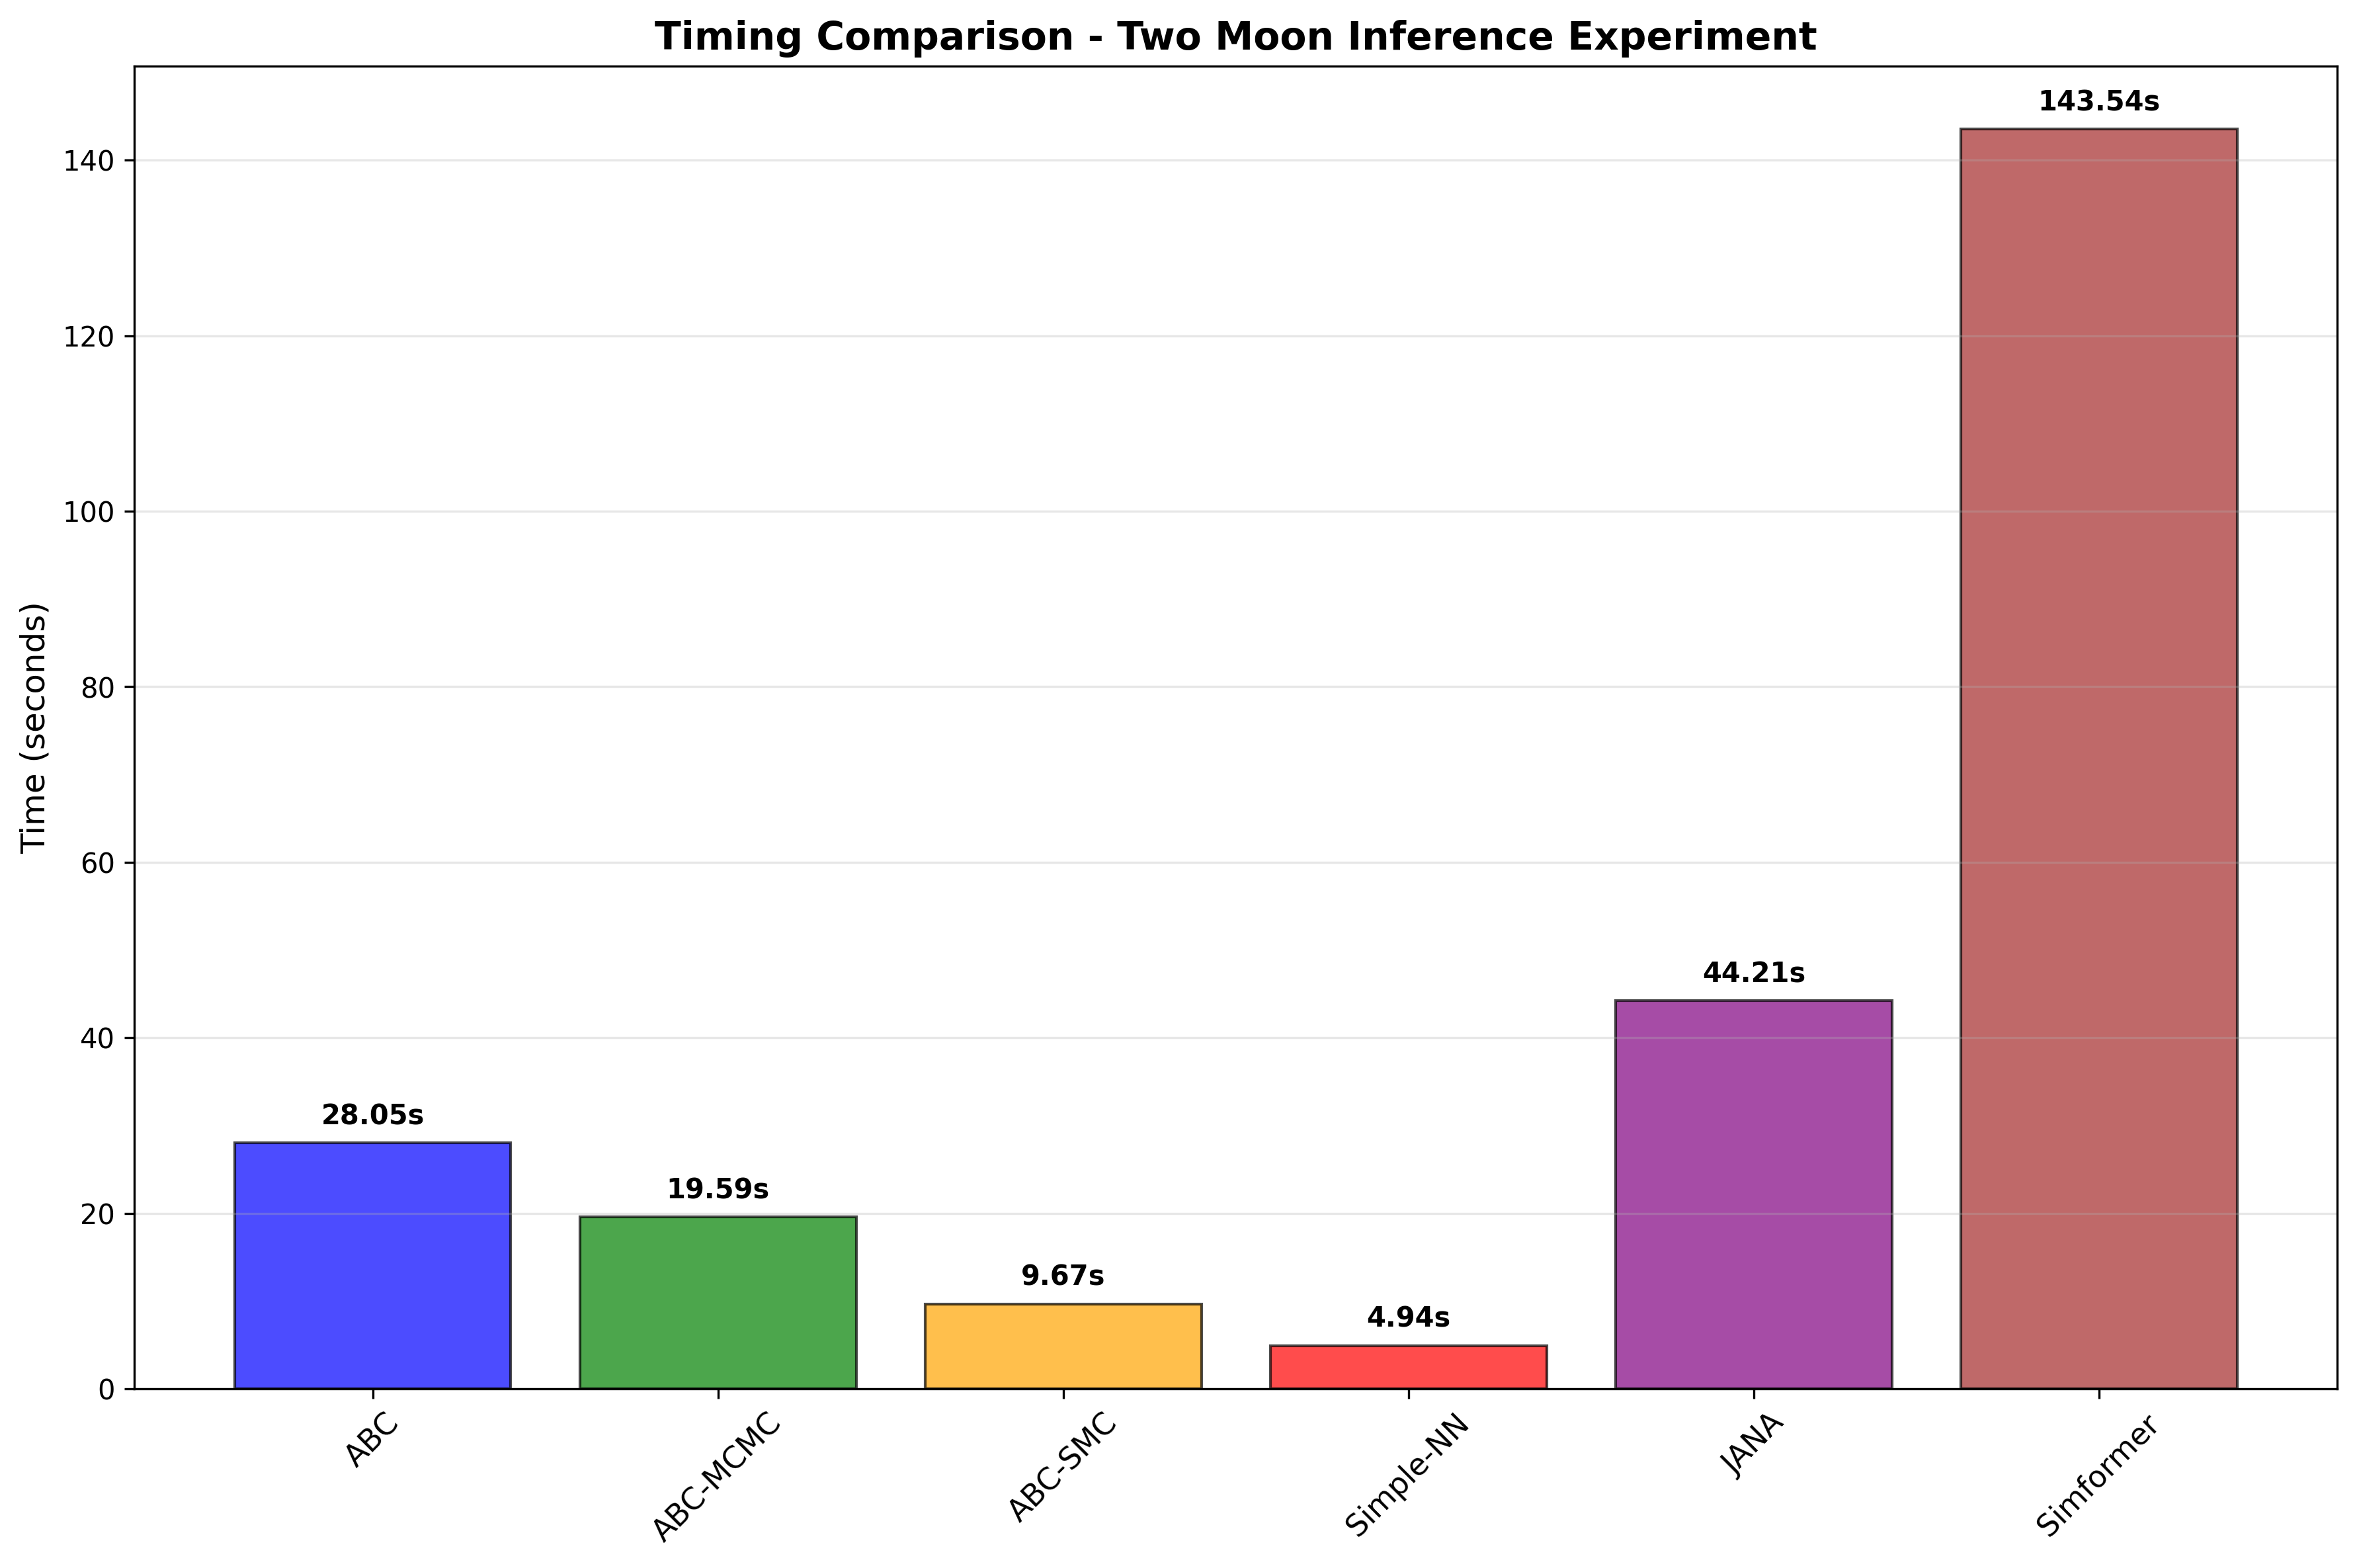 Timing Comparison - Two Moon Inference Experiment
Time (seconds)
140
120
100
80
60
40
20
0
143.54s
44.21s
28.05s
19.59s
9.67s
4.94s
ABC
ABC-MCMC
ABC-SMC
Simple-NN
JANA
Simformer